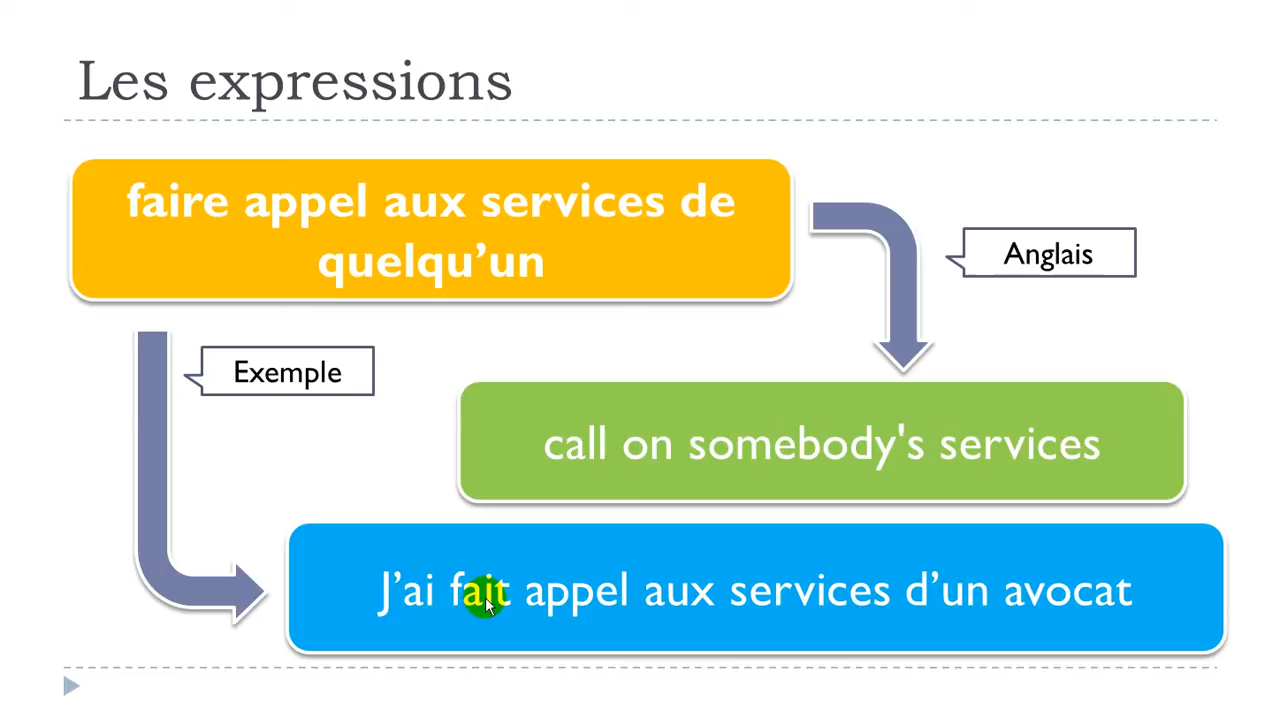 Les expressions
faire appel aux services de
quelqu’un
Anglais
Exemple
call on somebody's services
J’ai fait appel aux services d’un avocat